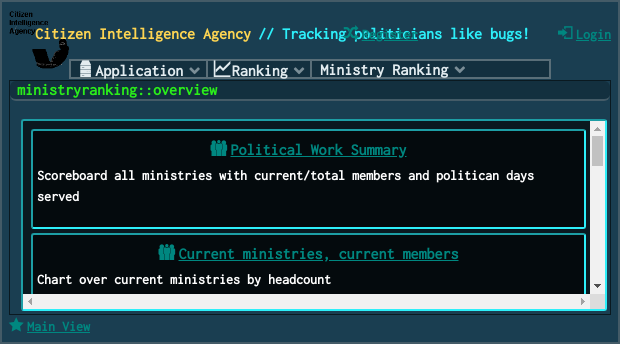 Citizen
Intelligence
Agency
Citizen Intelligence Agency // Tracking politicians like bugs!
Register
Login
Application
Ranking
Ministry Ranking
ministryranking::overview
Political Work Summary
Scoreboard all ministries with current/total members and politican days
served
Current ministries, current members
Chart over current ministries by headcount
Main View